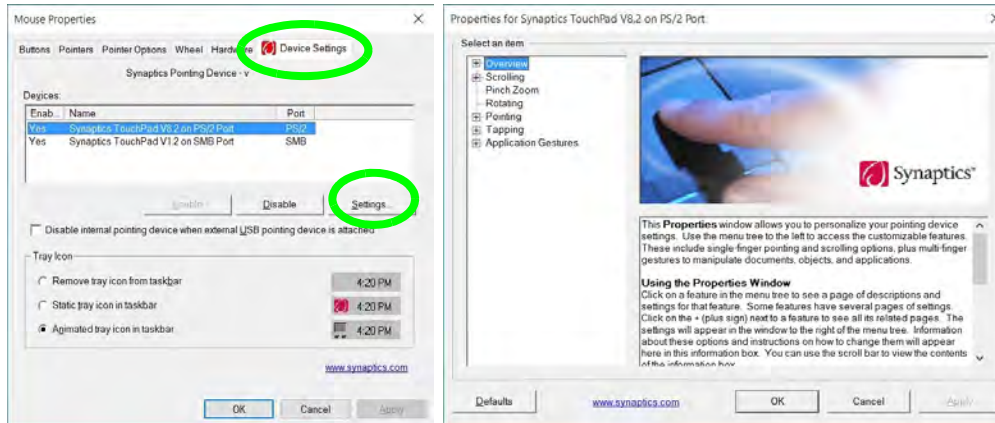 Mouse Properties
Buttons Pointers Pointer Options Wheel Hardware Device Settings
Synaptics Pointing Device - v
Devices:
Enab... Name Port
Yes Synaptics TouchPad V8.2 on PS/2 Port PS/2
Yes Synaptics TouchPad V1.2 on SMB Port SMB
Enable Disable Settings...
Disable internal pointing device when external USB pointing device is attached
Tray Icon
Remove tray icon from taskbar 4:20 PM
Static tray icon in taskbar 4:20 PM
Animated tray icon in taskbar 4:20 PM
www.synaptics.com
OK Cancel Apply
Properties for Synaptics TouchPad V8.2 on PS/2 Port
Select an item
Overview
Scrolling
Pinch Zoom
Rotating
Pointing
Tapping
Application Gestures
Synaptics
This Properties window allows you to personalize your pointing device
settings. Use the menu tree to the left to access the customizable features.
These include single-finger pointing and scrolling options, plus multi-finger
gestures to manipulate documents, objects, and applications.
Using the Properties Window
Click on a feature in the menu tree to see a page of descriptions and
settings for that feature. Some features have several pages of settings.
Click on the + (plus sign) next to a feature to see all its related pages. The
settings will appear in the window to the right of the menu tree. Information
about these options and instructions on how to change them will appear
here in this information box. You can use the scroll bar to view the contents
of the information box.
Defaults www.synaptics.com OK Cancel Apply